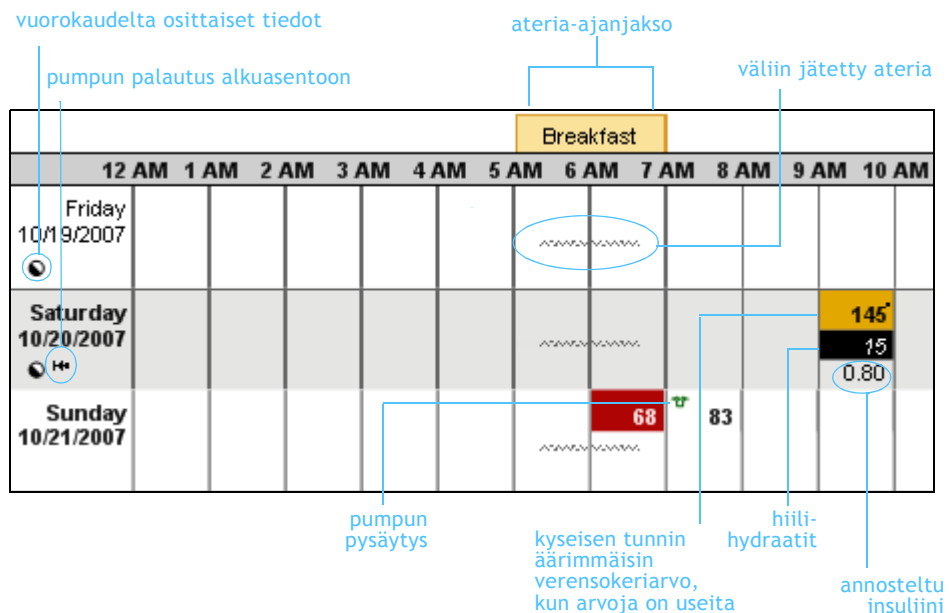 vuorokaudelta osittaiset tiedot
ateria-ajanjakso
pumpun palautus alkuasentoon
väliin jätetty ateria
Breakfast
12 AM 1 AM 2 AM 3 AM 4 AM 5 AM 6 AM 7 AM 8 AM 9 AM 10 AM
Friday
10/19/2007
Saturday
10/20/2007
145
15
0.80
Sunday
10/21/2007
68
83
pumpun
pysäytys
kyseisen tunnin
äärimmäisin
verensokeriarvo,
kun arvoja on useita
hiili-
hydraatit
annosteltu
insuliini